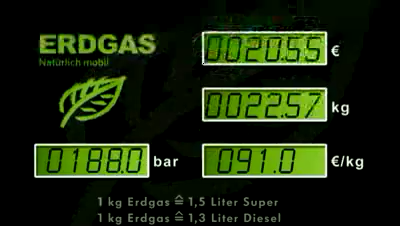 ERDGAS
Natürlich mobil
0020.55 €
0022.57 kg
0188.0 bar
091.0 €/kg
1 kg Erdgas ≙ 1,5 Liter Super
1 kg Erdgas ≙ 1,3 Liter Diesel